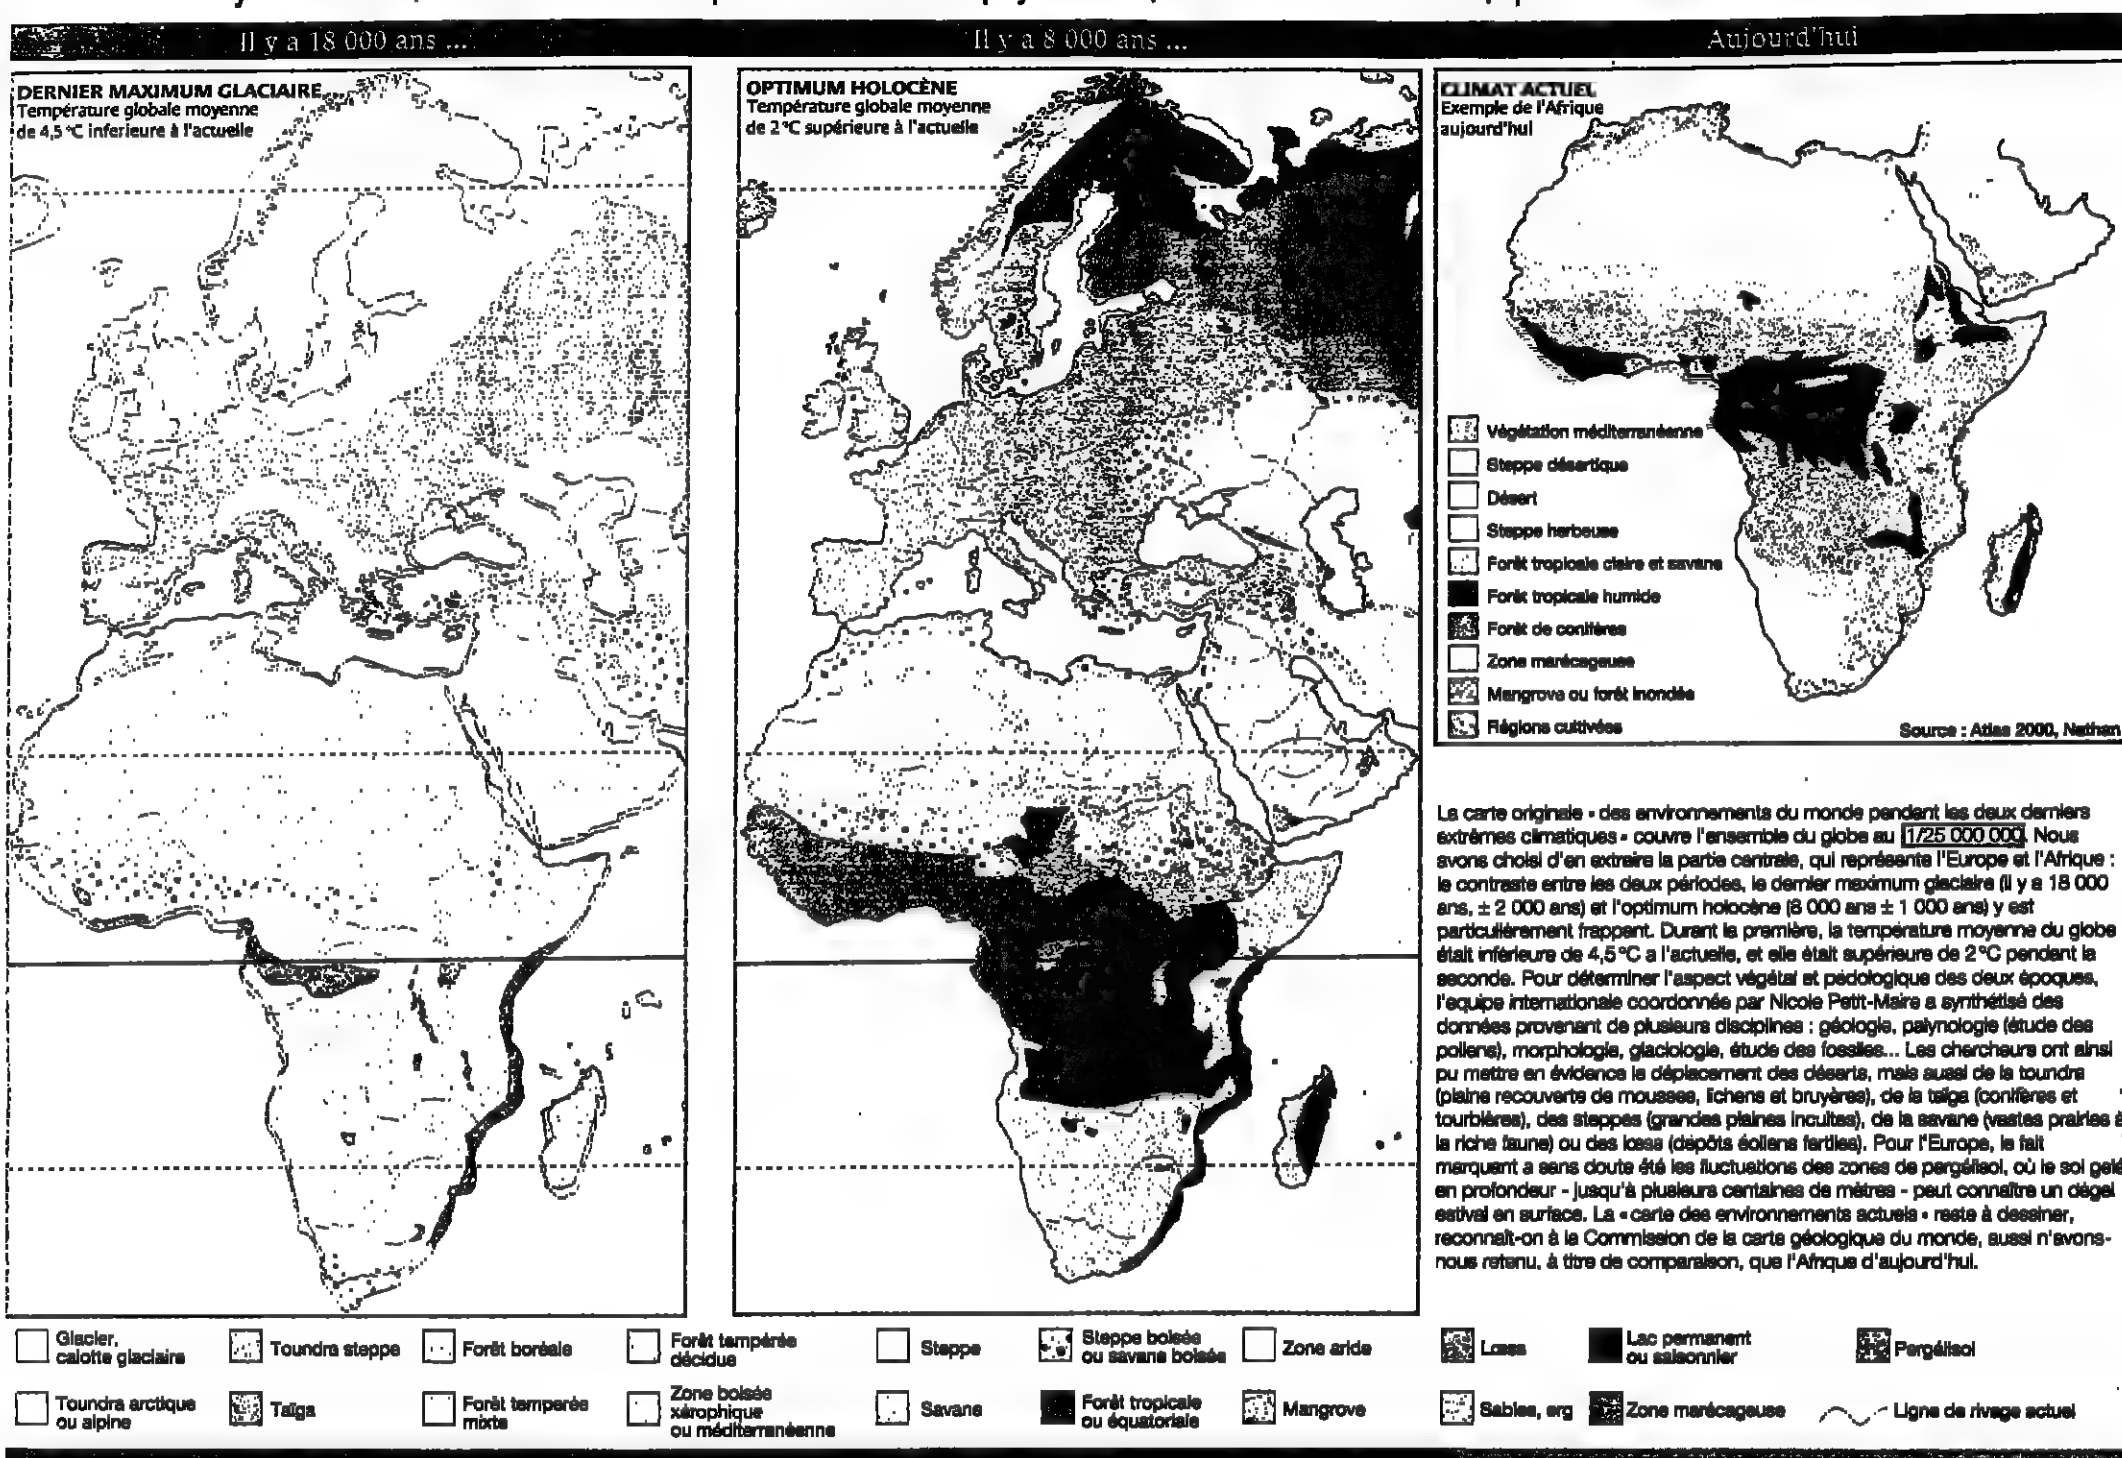 Il y a 18 000 ans ...
Il y a 8 000 ans ...
Aujourd'hui
DERNIER MAXIMUM GLACIAIRE
Température globale moyenne
de 4,5 °C inferieure à l'actuelle
OPTIMUM HOLOCÈNE
Température globale moyenne
de 2°C supérieure à l'actuelle
CLIMAT ACTUEL
Exemple de l'Afrique
aujourd'hui
Végétation méditerranéenne
Steppe désertique
Désert
Steppe herbeuse
Forêt tropicale claire et savane
Forêt tropicale humide
Forêt de conifères
Zone marécageuse
Mangrove ou forêt inondée
Régions cultivées
Source : Atlas 2000, Nathan
La carte originale « des environnements du monde pendant les deux derniers
extrêmes climatiques » couvre l'ensemble du globe au 1/25 000 000. Nous
avons choisi d'en extraire la partie centrale, qui représente l'Europe et l'Afrique :
le contraste entre les deux périodes, le dernier maximum glaciaire (il y a 18 000
ans, ± 2 000 ans) et l'optimum holocène (8 000 ans ± 1 000 ans) y est
particulièrement frappant. Durant la première, la température moyenne du globe
était inférieure de 4,5 °C a l'actuelle, et elle était supérieure de 2 °C pendant la
seconde. Pour déterminer l'aspect végétal et pédologique des deux époques,
l'equipe internationale coordonnée par Nicole Petit-Maire a synthétisé des
données provenant de plusieurs disciplines : géologie, palynologie (étude des
pollens), morphologie, glaciologie, étude des fossiles... Les chercheurs ont ainsi
pu mettre en évidence le déplacement des déserts, mais aussi de la toundra
(plaine recouverte de mousses, lichens et bruyères), de la taïga (conifères et
tourbières), des steppes (grandes plaines incultes), de la savane (vastes prairies à
la riche faune) ou des lœss (dépôts éoliens fertiles). Pour l'Europe, le fait
marquant a sans doute été les fluctuations des zones de pergélisol, où le sol gelé
en profondeur - jusqu'à plusieurs centaines de mètres - peut connaître un dégel
estival en surface. La « carte des environnements actuels » reste à dessiner,
reconnaît-on à la Commission de la carte géologique du monde, aussi n'avons-
nous retenu, à titre de comparaison, que l'Afrique d'aujourd'hui.
Glacier, calotte glaciaire
Toundra steppe
Forêt boréale
Forêt tempérée décidue
Steppe
Steppe boisée ou savane boisée
Zone aride
Lœss
Lac permanent ou saisonnier
Pergélisol
Toundra arctique ou alpine
Taïga
Forêt temperée mixte
Zone boisée xérophique ou méditerranéenne
Savane
Forêt tropicale ou équatoriale
Mangrove
Sables, erg
Zone marécageuse
Ligne de rivage actuel